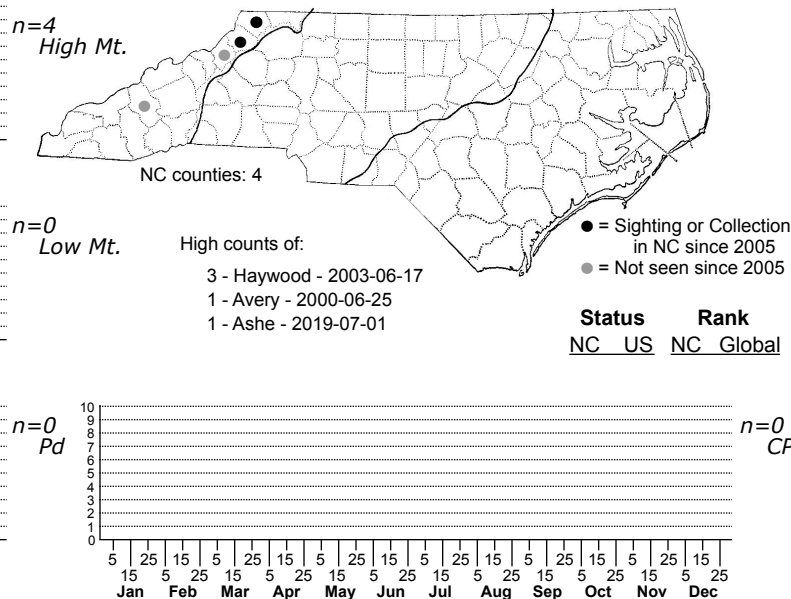 n=4
High Mt.
NC counties: 4
n=0
Low Mt.
High counts of:
3 - Haywood - 2003-06-17
1 - Avery - 2000-06-25
1 - Ashe - 2019-07-01
● = Sighting or Collection
in NC since 2005
● = Not seen since 2005
Status Rank
NC US NC Global
n=0
Pd
n=0
CP
10
9
8
7
6
5
4
3
2
1
0
5 25 15 5 25 15 5 25 15 5 25 15 5 25 15 5 25 15
15 5 25 15 5 25 15 5 25 15 5 25 15 5 25 15 5 25
Jan Feb Mar Apr May Jun Jul Aug Sep Oct Nov Dec